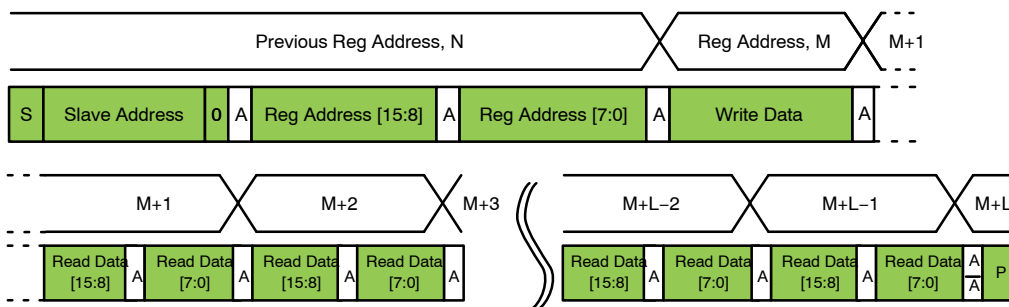 Previous Reg Address, N Reg Address, M M+1
S Slave Address 0 A Reg Address [15:8] A Reg Address [7:0] A Write Data A
M+1 M+2 M+3 M+L−2 M+L−1 M+L
Read Data [15:8] A Read Data [7:0] A Read Data [15:8] A Read Data [7:0] A Read Data [15:8] A Read Data [7:0] A Read Data [15:8] A Read Data [7:0] A A P